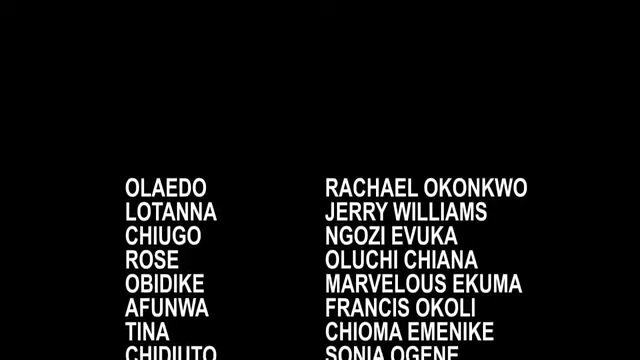 OLAEDO RACHAEL OKONKWO
LOTANNA JERRY WILLIAMS
CHIUGO NGOZI EVUKA
ROSE OLUCHI CHIANA
OBIDIKE MARVELOUS EKUMA
AFUNWA FRANCIS OKOLI
TINA CHIOMA EMENIKE
SONIA OGENE